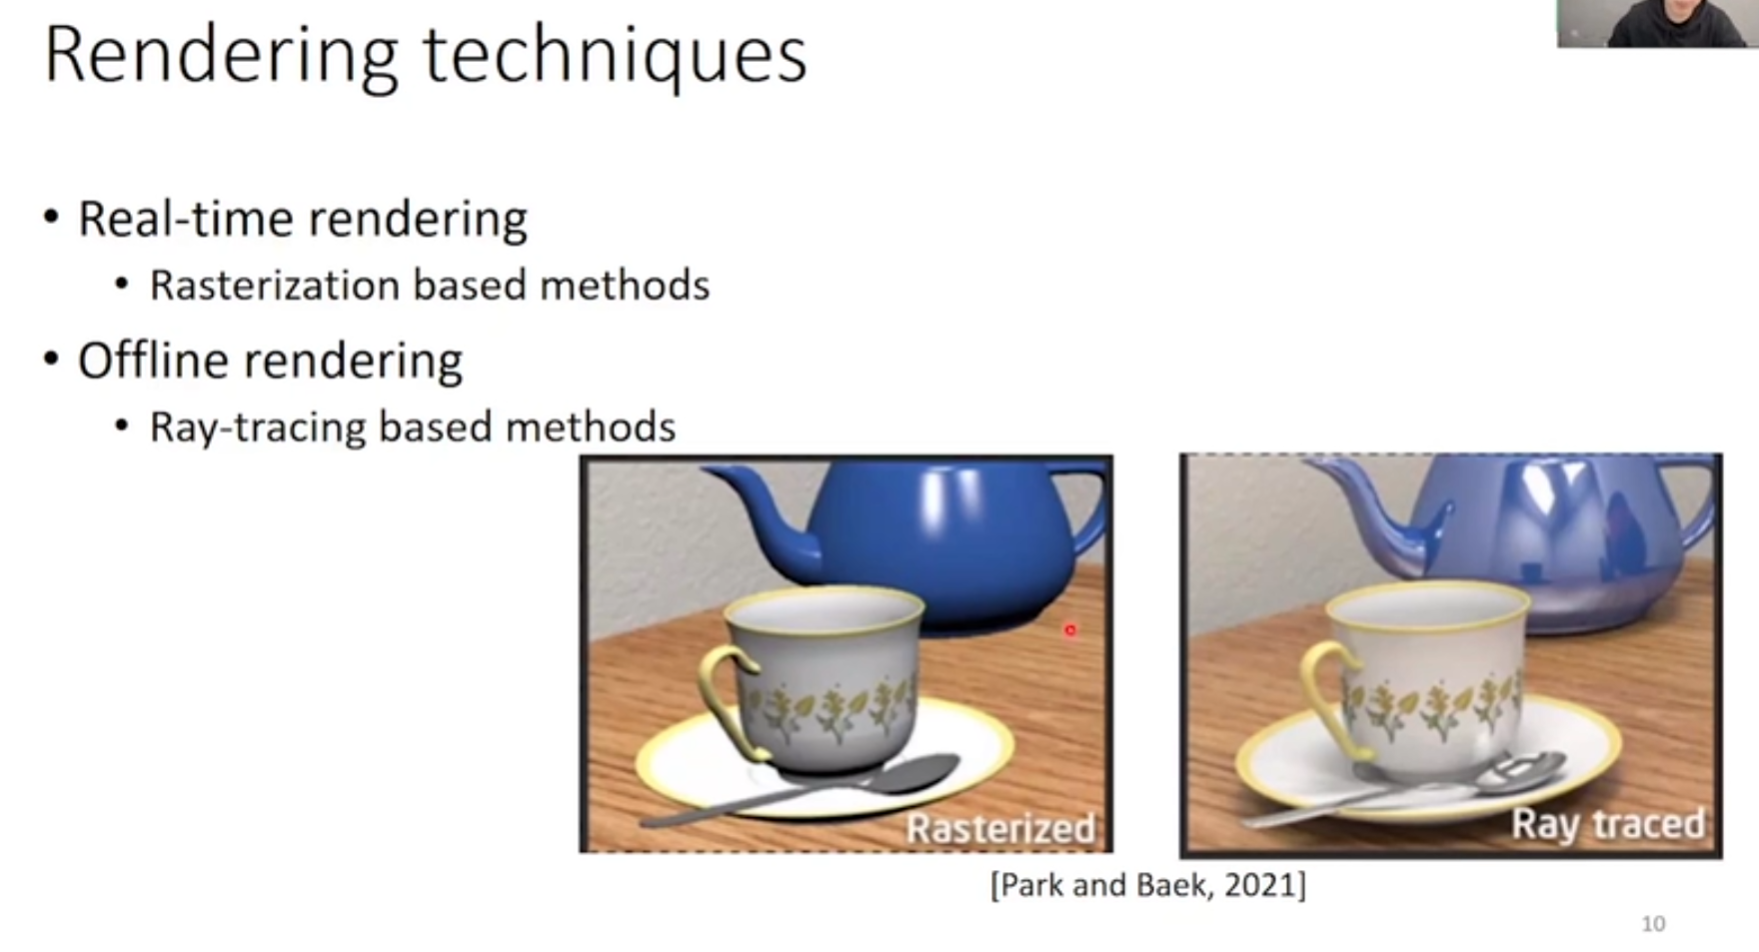 Rendering techniques
• Real-time rendering
• Rasterization based methods
• Offline rendering
• Ray-tracing based methods
Rasterized
Ray traced
[Park and Baek, 2021]
10